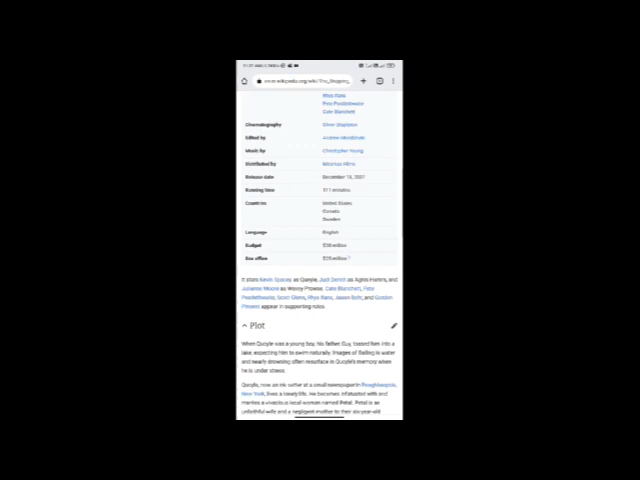 Rhys Ifans
Pete Postlethwaite
Cate Blanchett
Cinematography
Oliver Stapleton
Edited by
Andrew Mondshein
Music by
Christopher Young
Distributed by
Miramax Films
Release date
Running time
111 minutes
Countries
United States
Canada
Sweden
Language
English
Budget
Box office
It stars Kevin Spacey as Quoyle, Judi Dench as Agnis Hamm, and
Julianne Moore as Wavey Prowse. Cate Blanchett, Pete
Postlethwaite, Scott Glenn, Rhys Ifans, Jason Behr, and Gordon
Pinsent appear in supporting roles.
Plot
When Quoyle was a young boy, his father, Guy, tossed him into a
lake, expecting him to swim naturally. Images of flailing in water
and nearly drowning often resurface in Quoyle's memory when
he is under stress.
Quoyle, now an ink setter at a small newspaper in Poughkeepsie,
New York, lives a lonely life. He becomes infatuated with and
marries a vivacious local woman named Petal. Petal is an
unfaithful wife and a negligent mother to their six-year-old